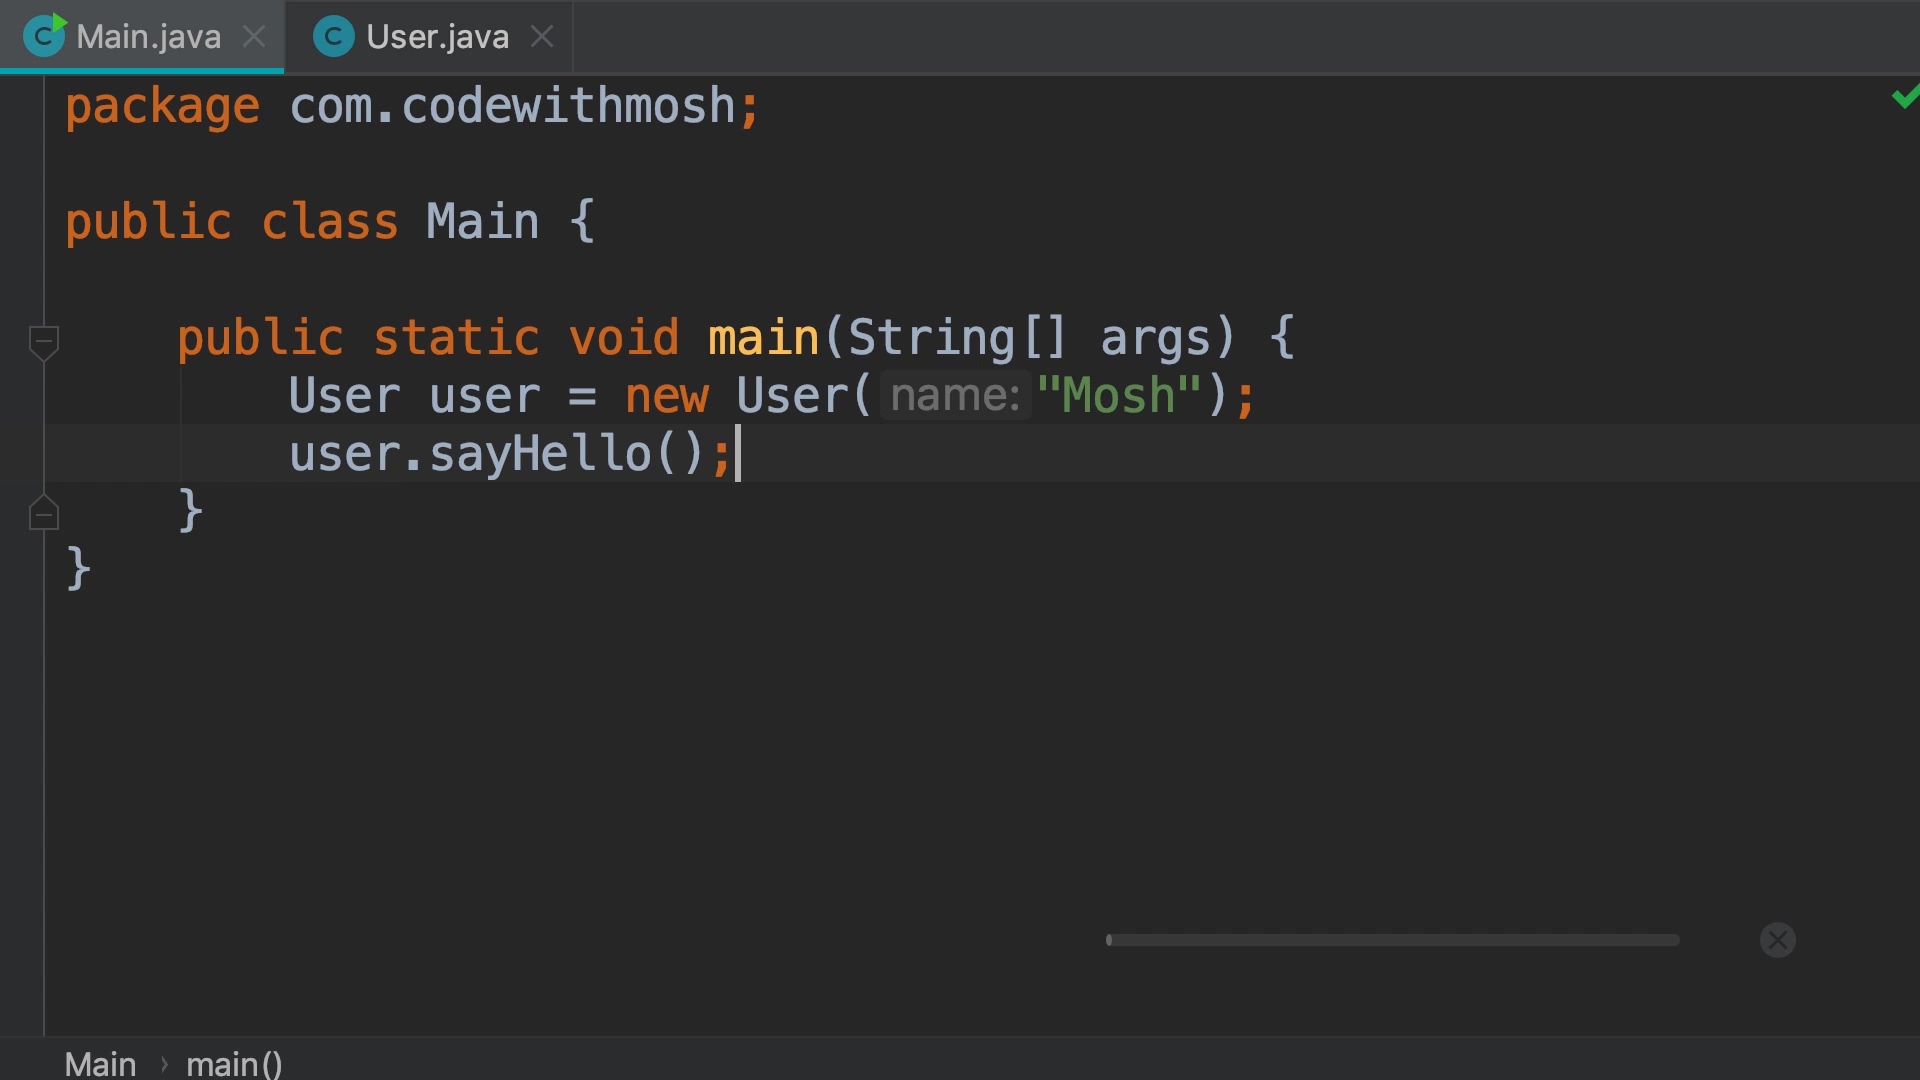 Main.java User.java
package com.codewithmosh;
public class Main {
public static void main(String[] args) {
User user = new User( name: "Mosh");
user.sayHello();
}
}
Main › main()